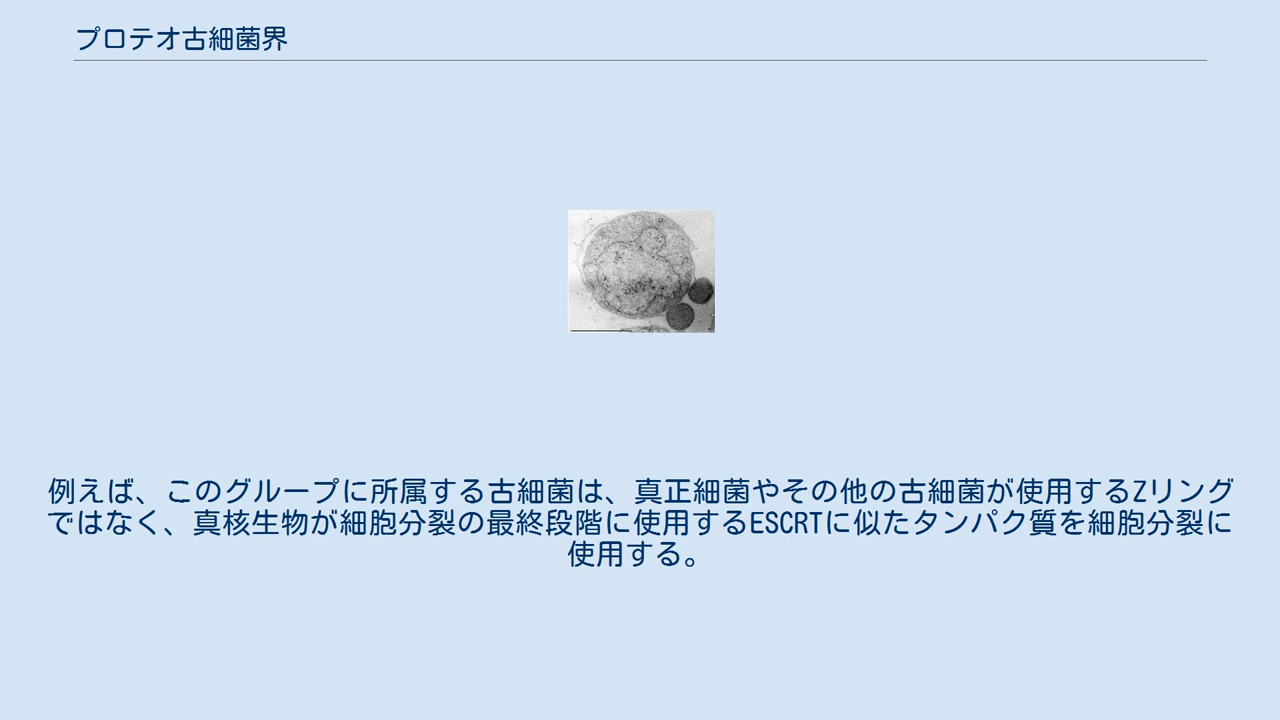 プロテオ古細菌界
例えば、このグループに所属する古細菌は、真正細菌やその他の古細菌が使用するZリング
ではなく、真核生物が細胞分裂の最終段階に使用するESCRTに似たタンパク質を細胞分裂に
使用する。